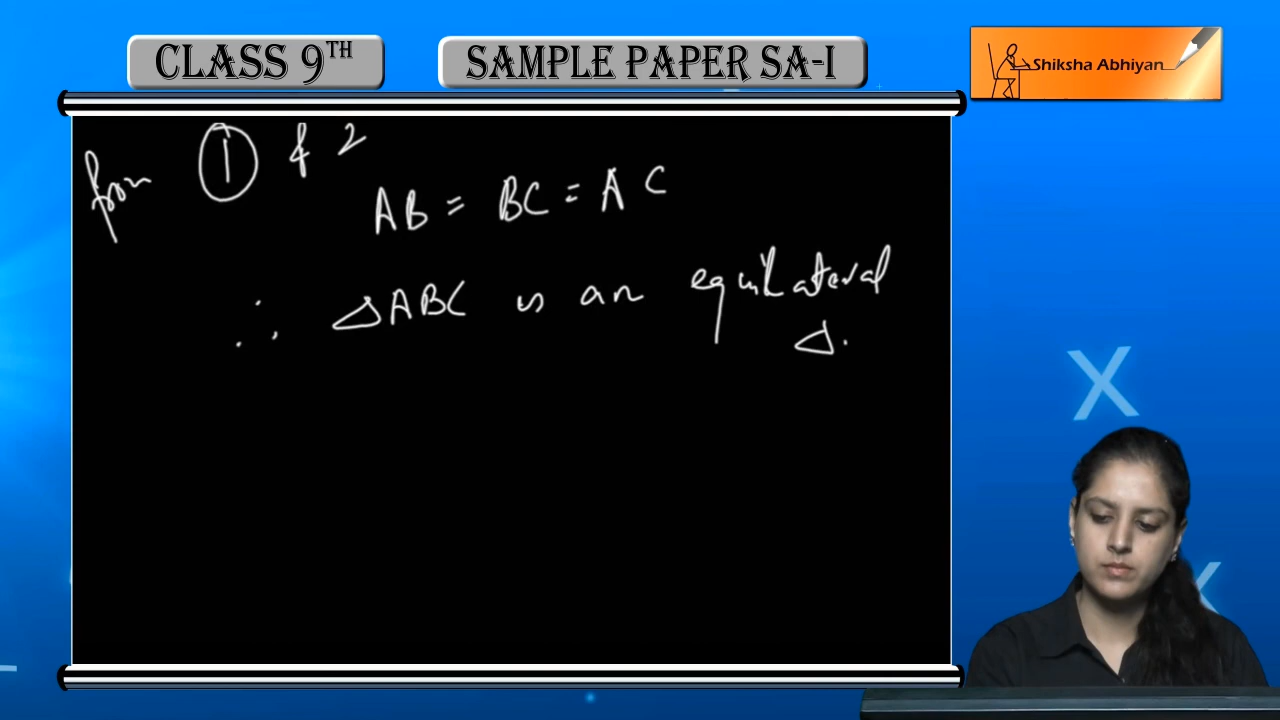 CLASS 9TH
SAMPLE PAPER SA-I
Shiksha Abhiyan
from ① & 2
AB = BC = AC
∴ △ABC is an equilateral
△.
X
X